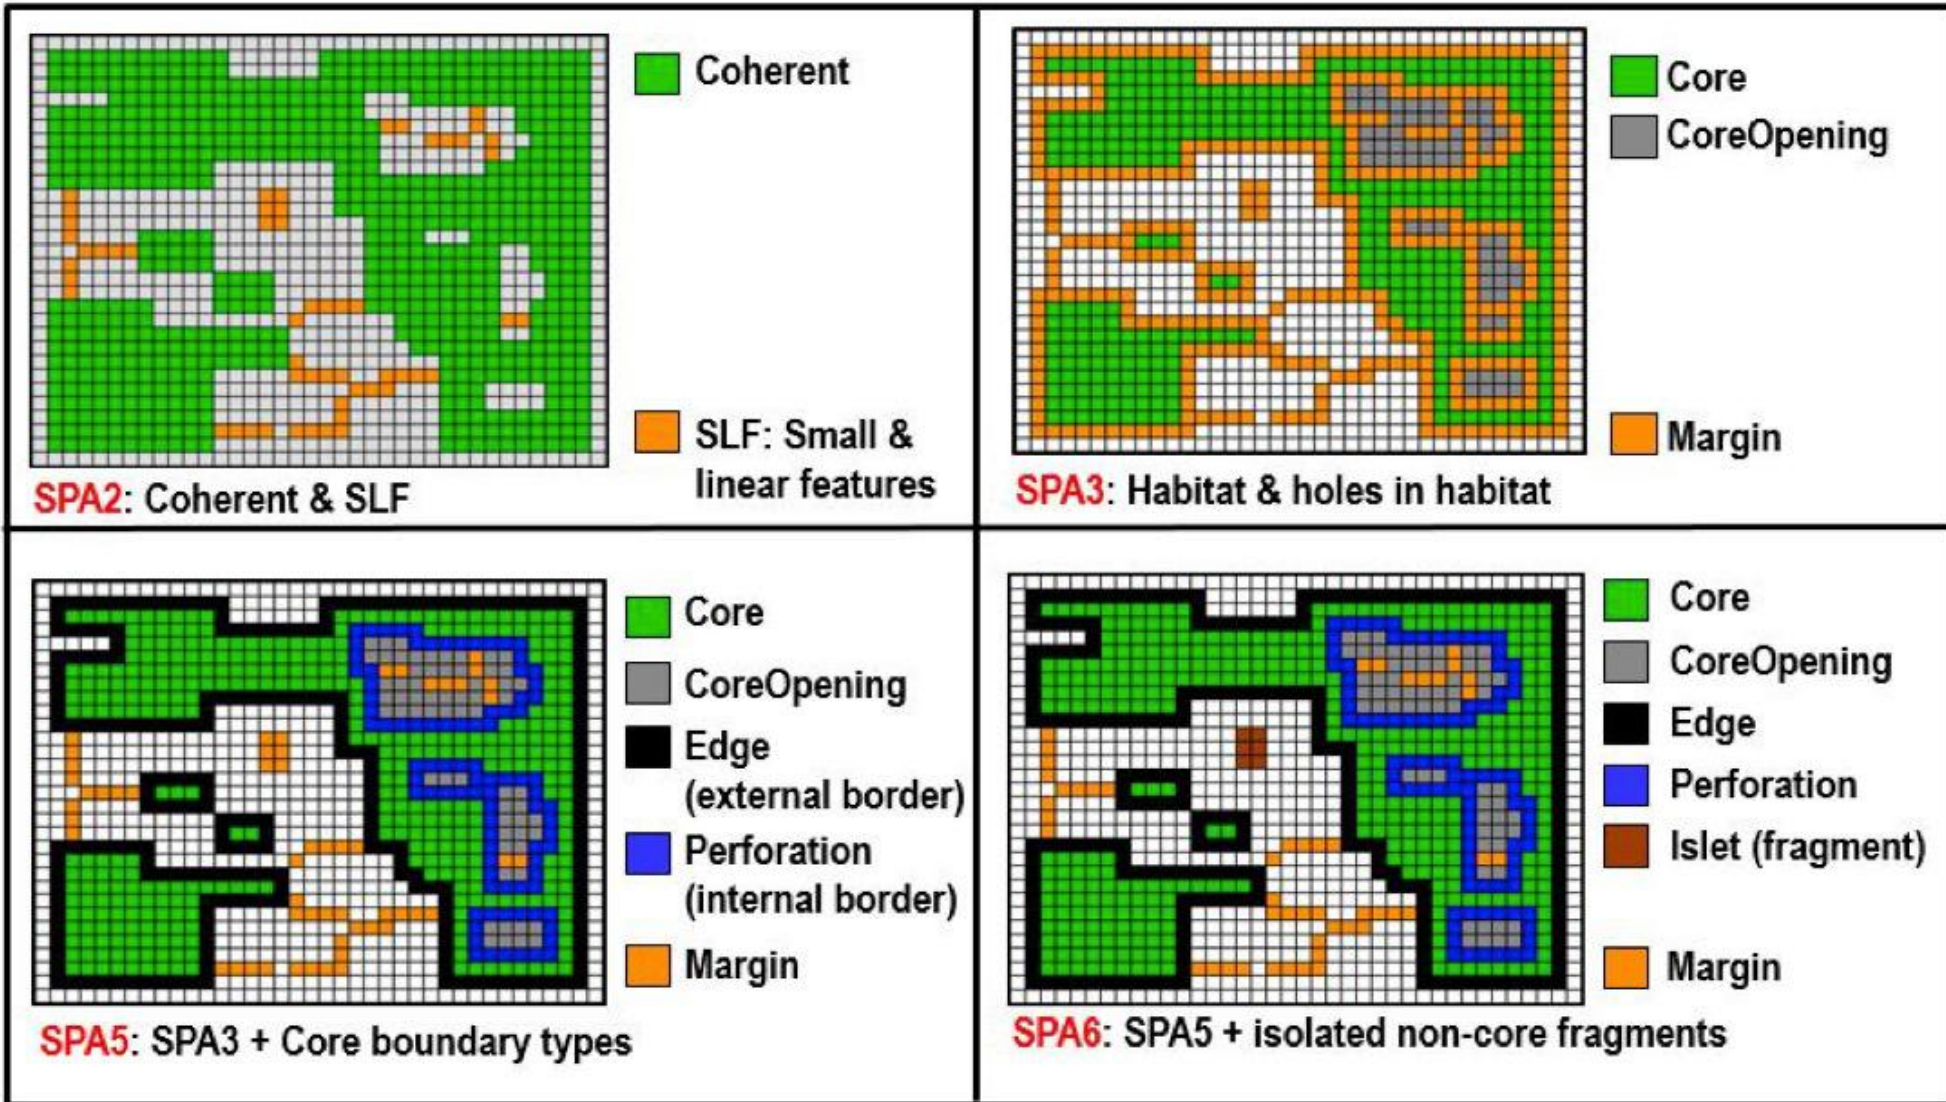 Coherent
SLF: Small &
linear features
SPA2: Coherent & SLF
Core
CoreOpening
Margin
SPA3: Habitat & holes in habitat
Core
CoreOpening
Edge
(external border)
Perforation
(internal border)
Margin
SPA5: SPA3 + Core boundary types
Core
CoreOpening
Edge
Perforation
Islet (fragment)
Margin
SPA6: SPA5 + isolated non-core fragments